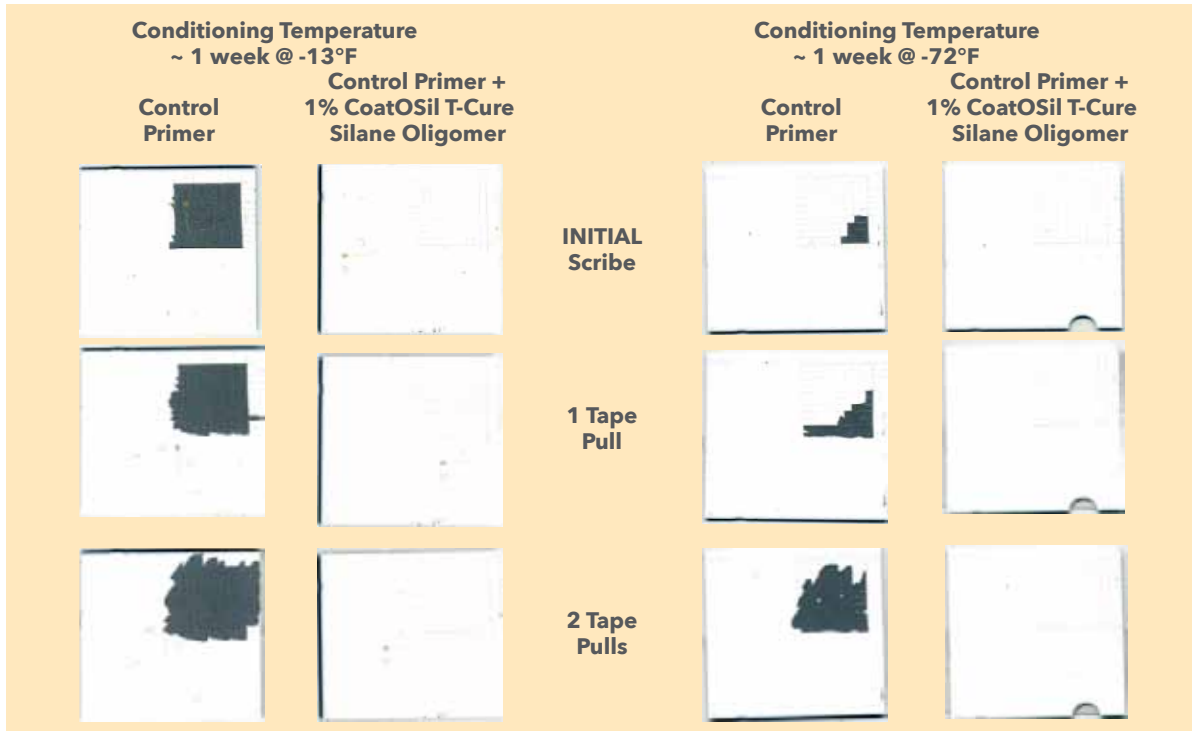 Conditioning Temperature
~ 1 week @ -13°F
Control
Primer
Control Primer +
1% CoatOSil T-Cure
Silane Oligomer
Conditioning Temperature
~ 1 week @ -72°F
Control
Primer
Control Primer +
1% CoatOSil T-Cure
Silane Oligomer
INITIAL
Scribe
1 Tape
Pull
2 Tape
Pulls